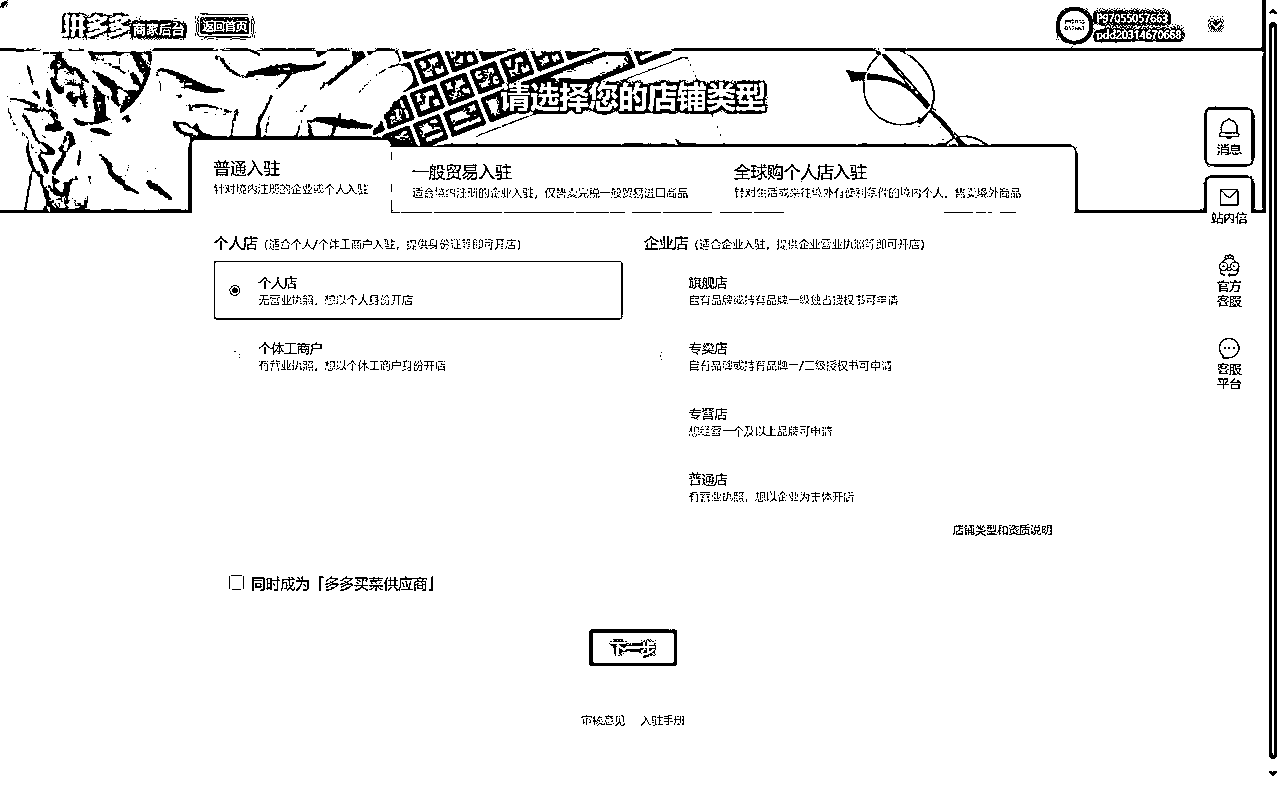 拼多多 商家后台 返回首页
P97055057663
pdd20314670668
请选择您的店铺类型
消息
站内信
官方
客服
客服
平台
普通入驻
针对境内注册的企业或个人入驻
一般贸易入驻
适合境内注册的企业入驻，仅售卖完税一般贸易进口商品
全球购个人店入驻
针对生活或来往境外有便利条件的境内个人，售卖境外商品
个人店（适合个人/个体工商户入驻，提供身份证等即可开店）
个人店
无营业执照，想以个人身份开店
个体工商户
有营业执照，想以个体工商户身份开店
企业店（适合企业入驻，提供企业营业执照等即可开店）
旗舰店
自有品牌或持有品牌一级独占授权书可申请
专卖店
自有品牌或持有品牌一/二级授权书可申请
专营店
想经营一个及以上品牌可申请
普通店
有营业执照，想以企业为主体开店
店铺类型和资质说明
同时成为「多多买菜供应商」
下一步
审核意见 入驻手册